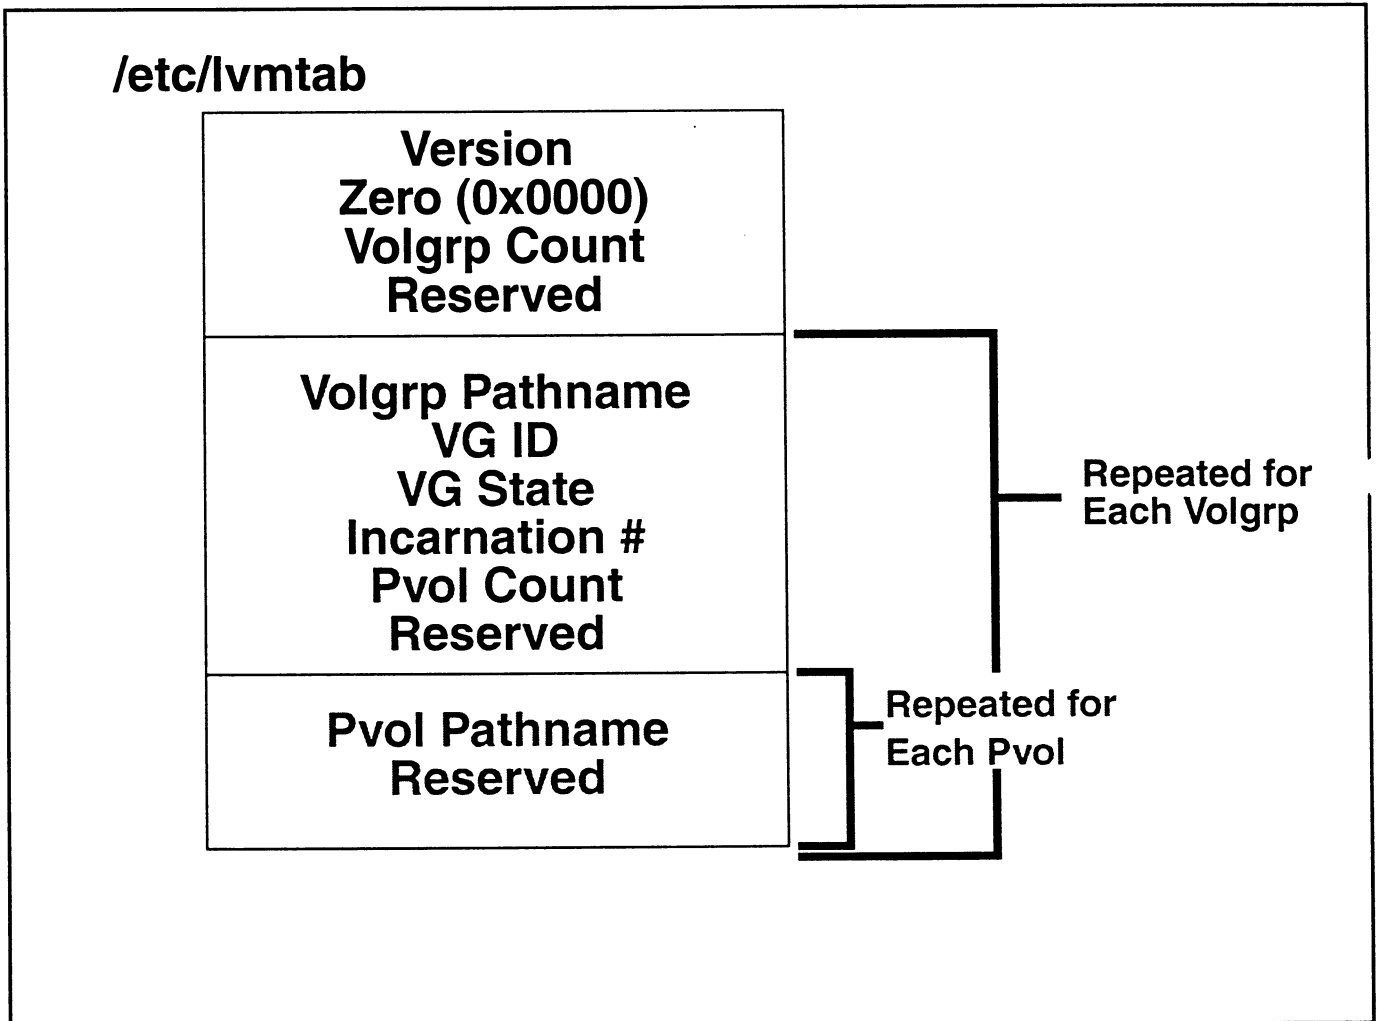 /etc/lvmtab
Version
Zero (0x0000)
Volgrp Count
Reserved
Volgrp Pathname
VG ID
VG State
Incarnation #
Pvol Count
Reserved
Repeated for
Each Volgrp
Pvol Pathname
Reserved
Repeated for
Each Pvol